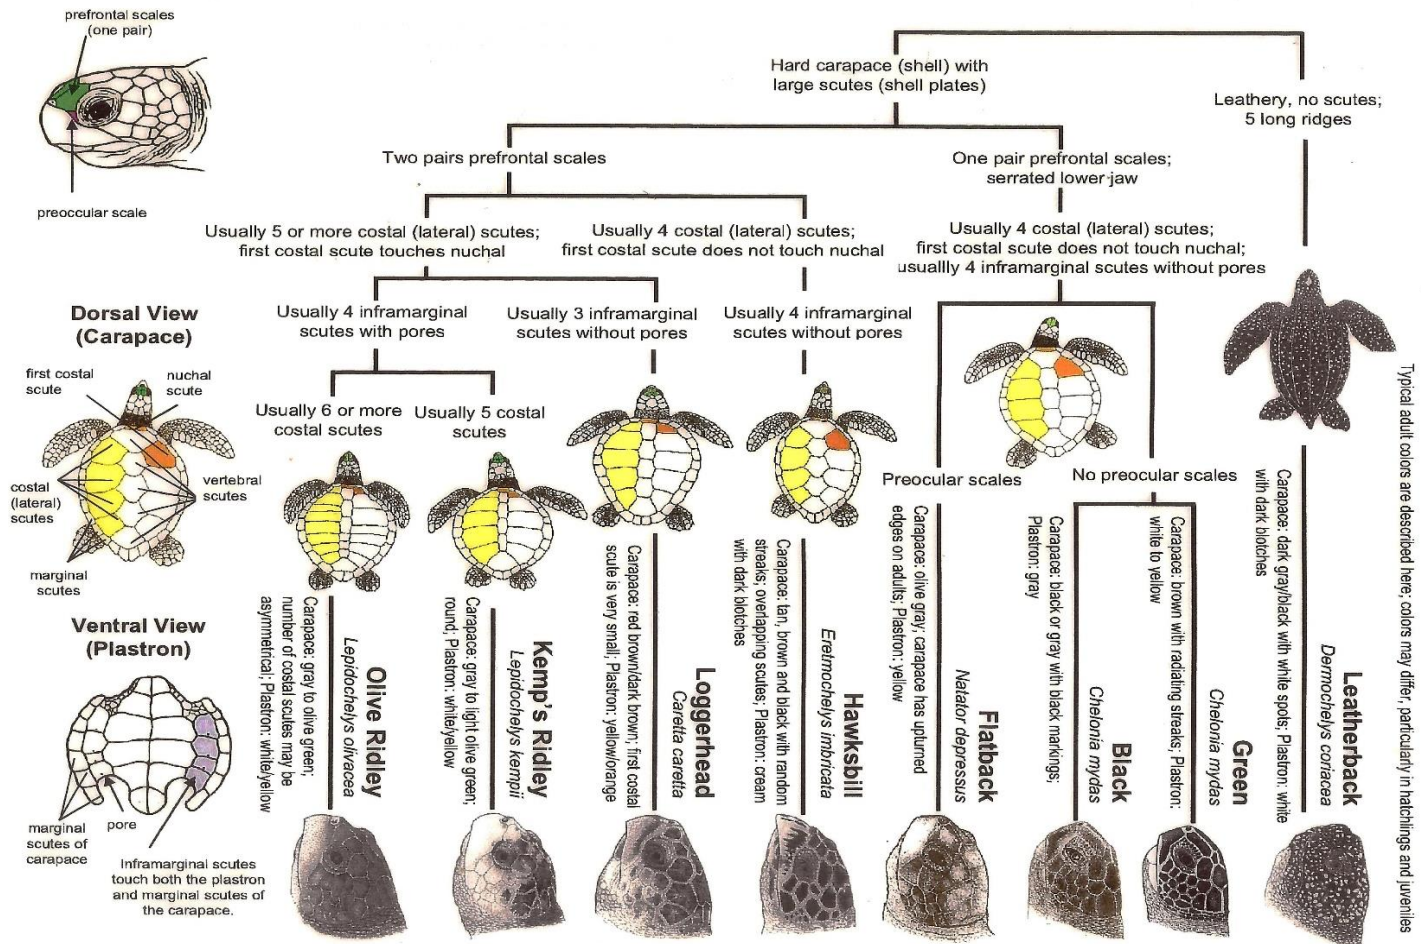 prefrontal scales
(one pair)
preoccular scale
Hard carapace (shell) with
large scutes (shell plates)
Leathery, no scutes;
5 long ridges
Two pairs prefrontal scales
One pair prefrontal scales;
serrated lower jaw
Usually 5 or more costal (lateral) scutes;
first costal scute touches nuchal
Usually 4 costal (lateral) scutes;
first costal scute does not touch nuchal
Usually 4 costal (lateral) scutes;
first costal scute does not touch nuchal;
usuallly 4 inframarginal scutes without pores
Usually 4 inframarginal
scutes with pores
Usually 3 inframarginal
scutes without pores
Usually 4 inframarginal
scutes without pores
Usually 6 or more
costal scutes
Usually 5 costal
scutes
Preocular scales
No preocular scales
Dorsal View
(Carapace)
first costal
scute
nuchal
scute
costal
(lateral)
scutes
vertebral
scutes
marginal
scutes
Ventral View
(Plastron)
marginal
scutes of
carapace
pore
Inframarginal scutes
touch both the plastron
and marginal scutes of
the carapace.
Olive Ridley
Lepidochelys olivacea
Carapace: gray to olive green;
number of costal scutes may be
asymmetrical; Plastron: white/yellow
Kemp's Ridley
Lepidochelys kempii
Carapace: gray to light olive green;
round; Plastron: white/yellow
Loggerhead
Caretta caretta
Carapace: red brown/dark brown; first costal
scute is very small; Plastron: yellow/orange
Hawksbill
Eretmochelys imbricata
Carapace: tan, brown and black with random
streaks; overlapping scutes; Plastron: cream
with dark blotches
Flatback
Natator depressus
Carapace: olive gray; carapace has upturned
edges on adults; Plastron: yellow
Black
Chelonia mydas
Carapace: black or gray with black markings;
Plastron: gray
Green
Chelonia mydas
Carapace: brown with radiating streaks; Plastron:
white to yellow
Leatherback
Dermochelys coriacea
Carapace: dark gray/black with white spots; Plastron: white
with dark blotches
Typical adult colors are described here; colors may differ, particularly in hatchlings and juveniles